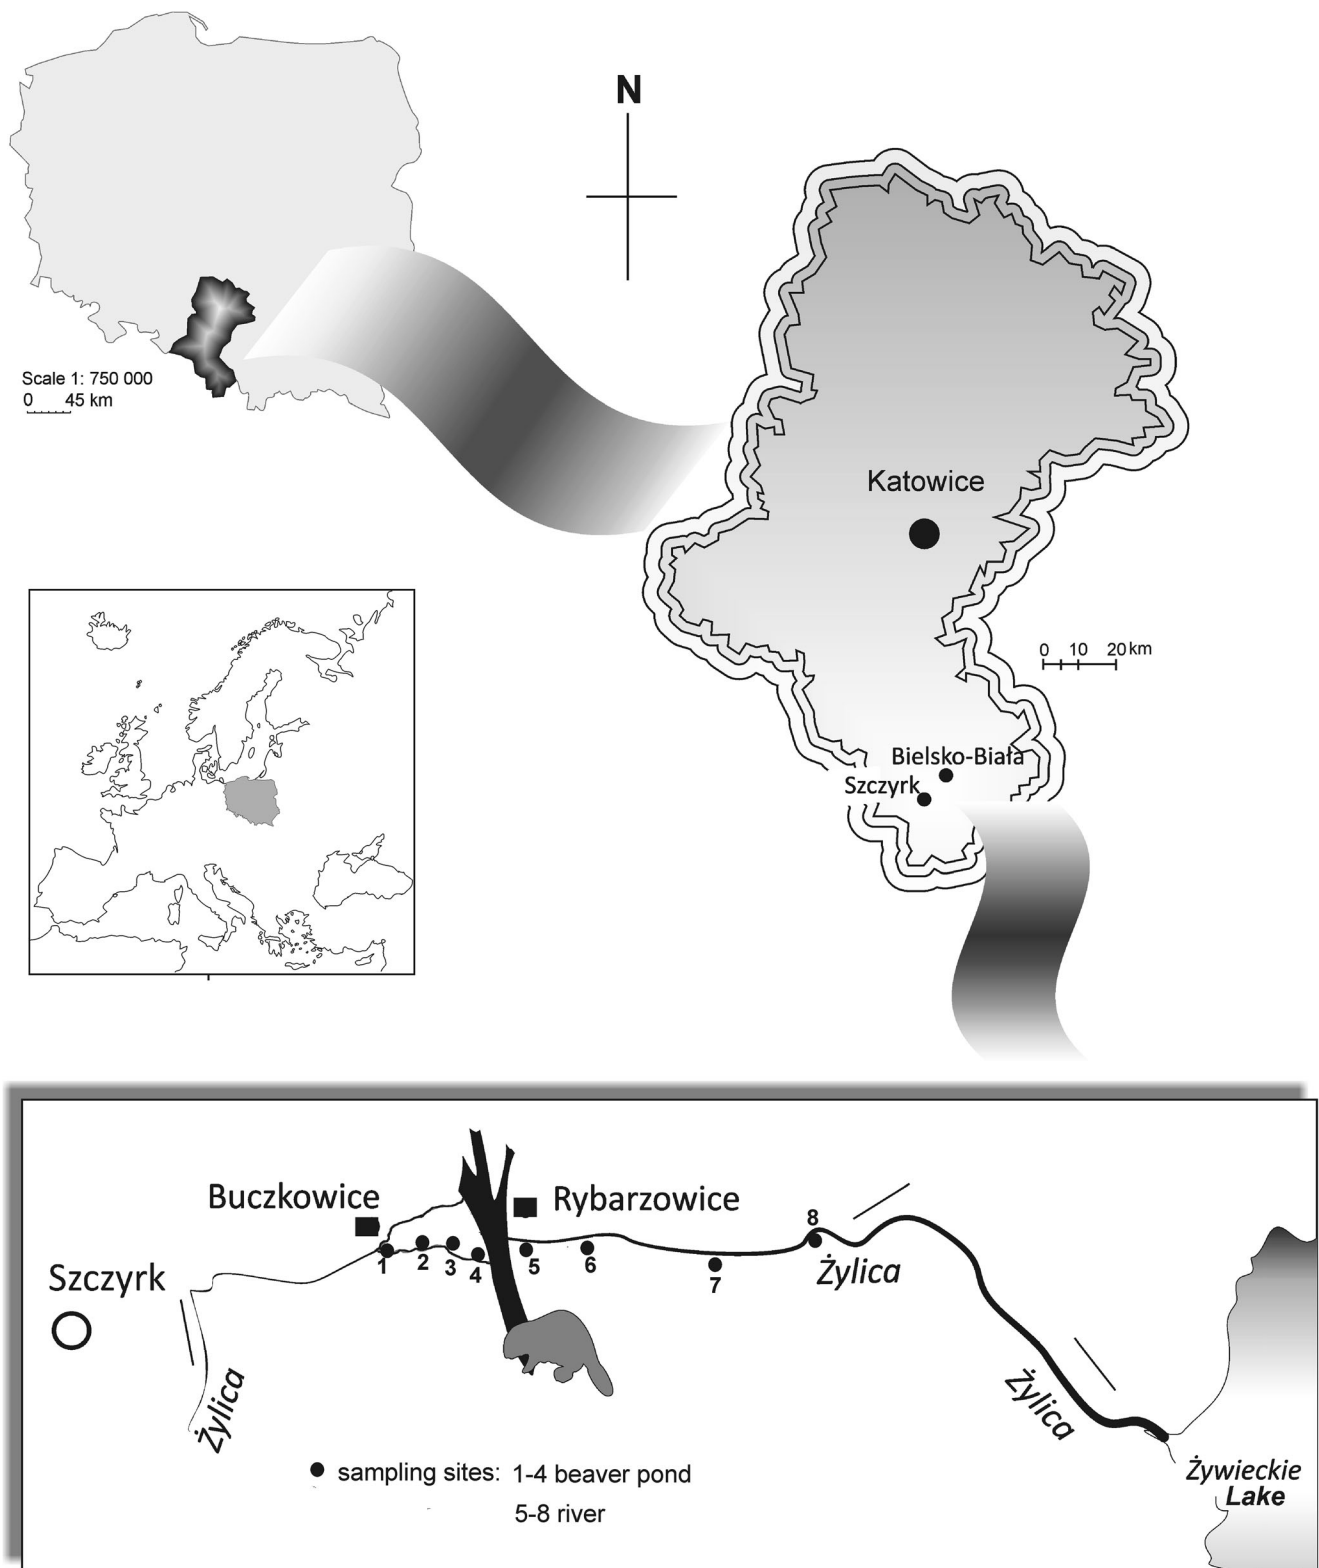 N
Scale 1: 750 000
0 45 km
Katowice
0 10 20 km
Bielsko-Biała
Szczyrk
Buczkowice
Rybarzowice
8
1
2
3
4
5
6
7
Żylica
Szczyrk
Żylica
Żylica
Żywieckie
Lake
sampling sites: 1-4 beaver pond
5-8 river